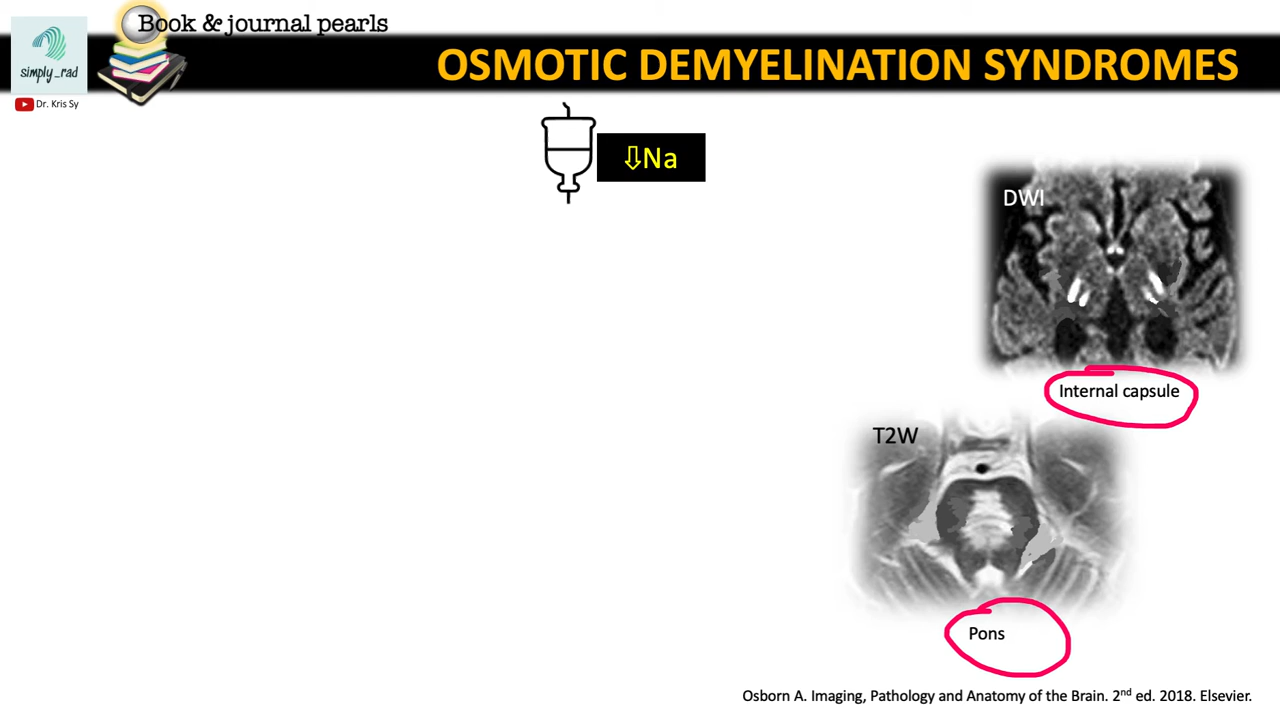 Book & journal pearls
simply_rad
Dr. Kris Sy
OSMOTIC DEMYELINATION SYNDROMES
⇩Na
DWI
Internal capsule
T2W
Pons
Osborn A. Imaging, Pathology and Anatomy of the Brain. 2nd ed. 2018. Elsevier.